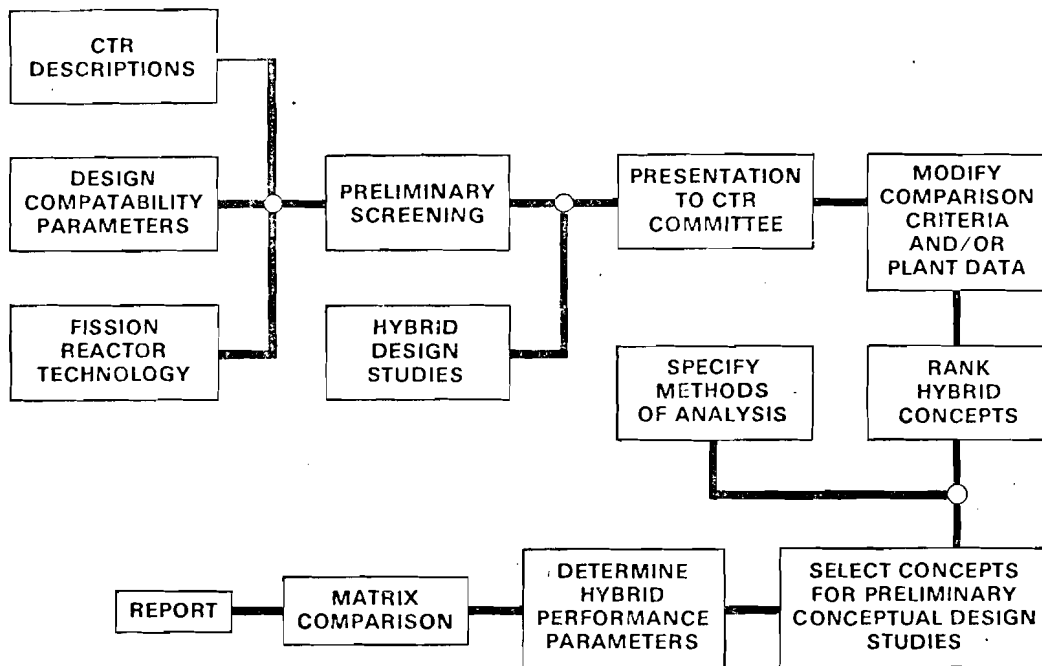 CTR
DESCRIPTIONS
DESIGN
COMPATABILITY
PARAMETERS
FISSION
REACTOR
TECHNOLOGY
PRELIMINARY
SCREENING
HYBRID
DESIGN
STUDIES
PRESENTATION
TO CTR
COMMITTEE
MODIFY
COMPARISON
CRITERIA
AND/OR
PLANT DATA
SPECIFY
METHODS
OF ANALYSIS
RANK
HYBRID
CONCEPTS
SELECT CONCEPTS
FOR PRELIMINARY
CONCEPTUAL DESIGN
STUDIES
DETERMINE
HYBRID
PERFORMANCE
PARAMETERS
MATRIX
COMPARISON
REPORT